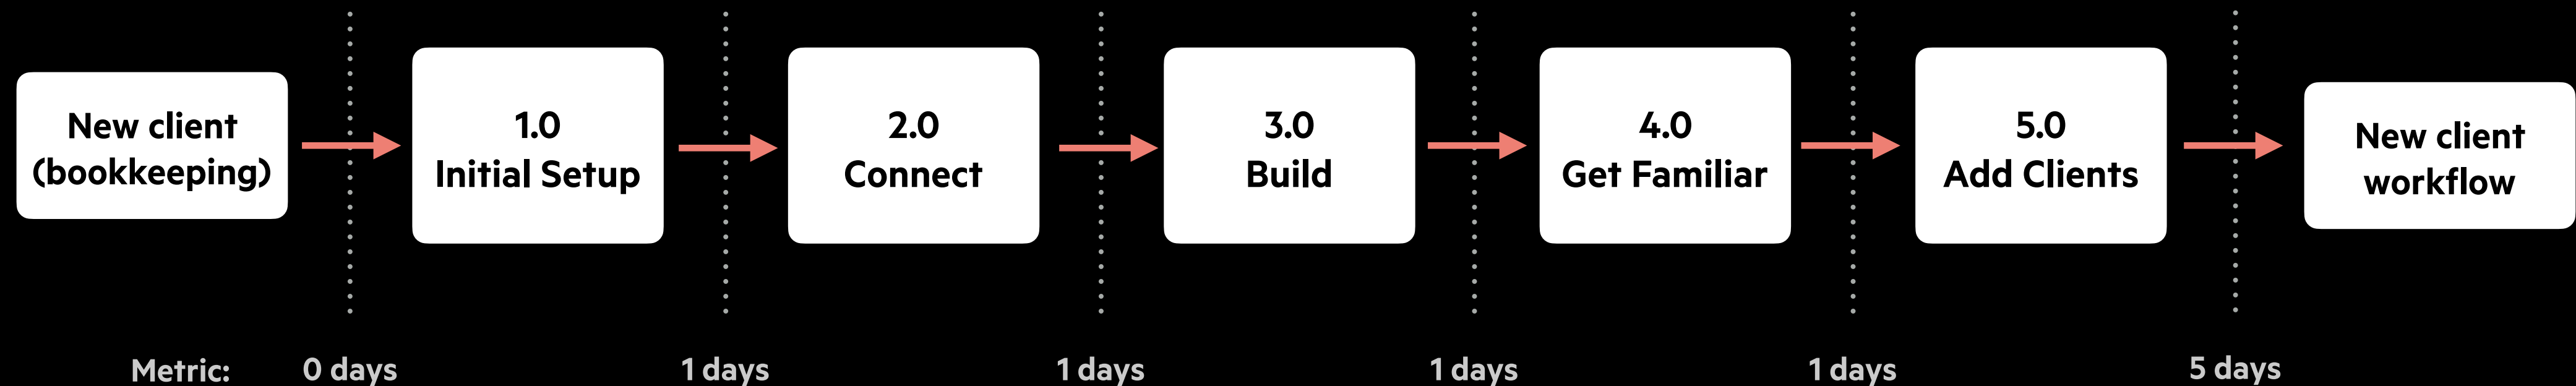 New client
(bookkeeping)
1.0
Initial Setup
2.0
Connect
3.0
Build
4.0
Get Familiar
5.0
Add Clients
New client
workflow
Metric:
0 days
1 days
1 days
1 days
1 days
5 days